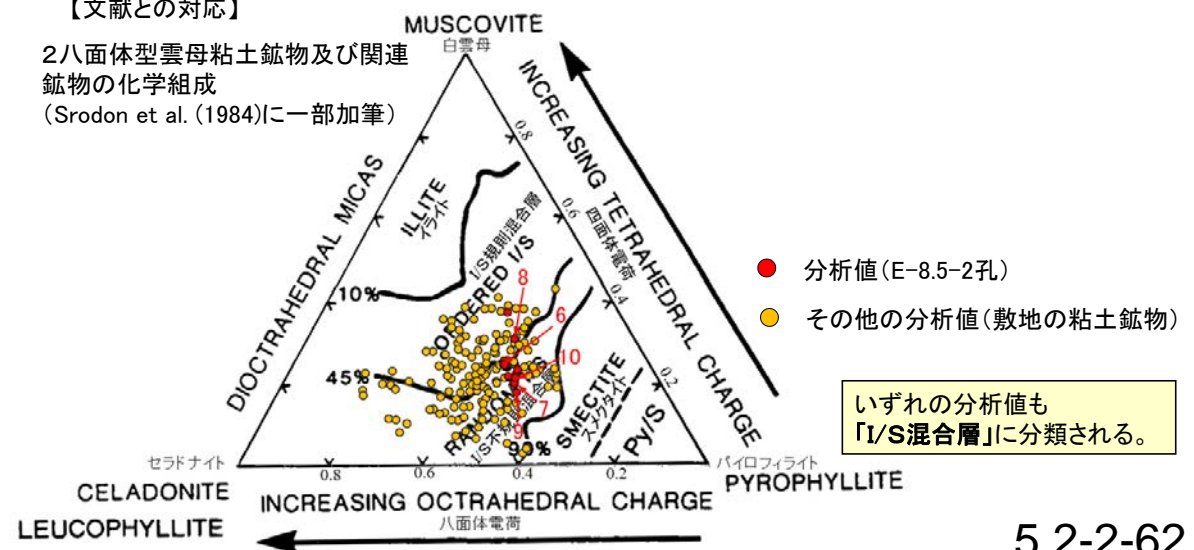 【文献との対応】
2八面体型雲母粘土鉱物及び関連
鉱物の化学組成
(Srodon et al.(1984)に一部加筆)
MUSCOVITE
白雲母
DIOCTRAHEDRAL MICAS
INCREASING TETRAHEDRAL CHARGE
四面体電荷
0.8
0.6
0.4
0.2
ILLITE
イライト
I/S規則混合層
ORDERED I/S
10%
45%
I/S不規則混合層
SMECTITE
スメクタイト
Py/S
8
6
10
7
9
セラドナイト
CELADONITE
LEUCOPHYLLITE
0.8
0.6
0.4
0.2
パイロフィライト
PYROPHYLLITE
INCREASING OCTRAHEDRAL CHARGE
八面体電荷
分析値(E-8.5-2孔)
その他の分析値(敷地の粘土鉱物)
いずれの分析値も
「I/S混合層」に分類される。
5.2-2-62